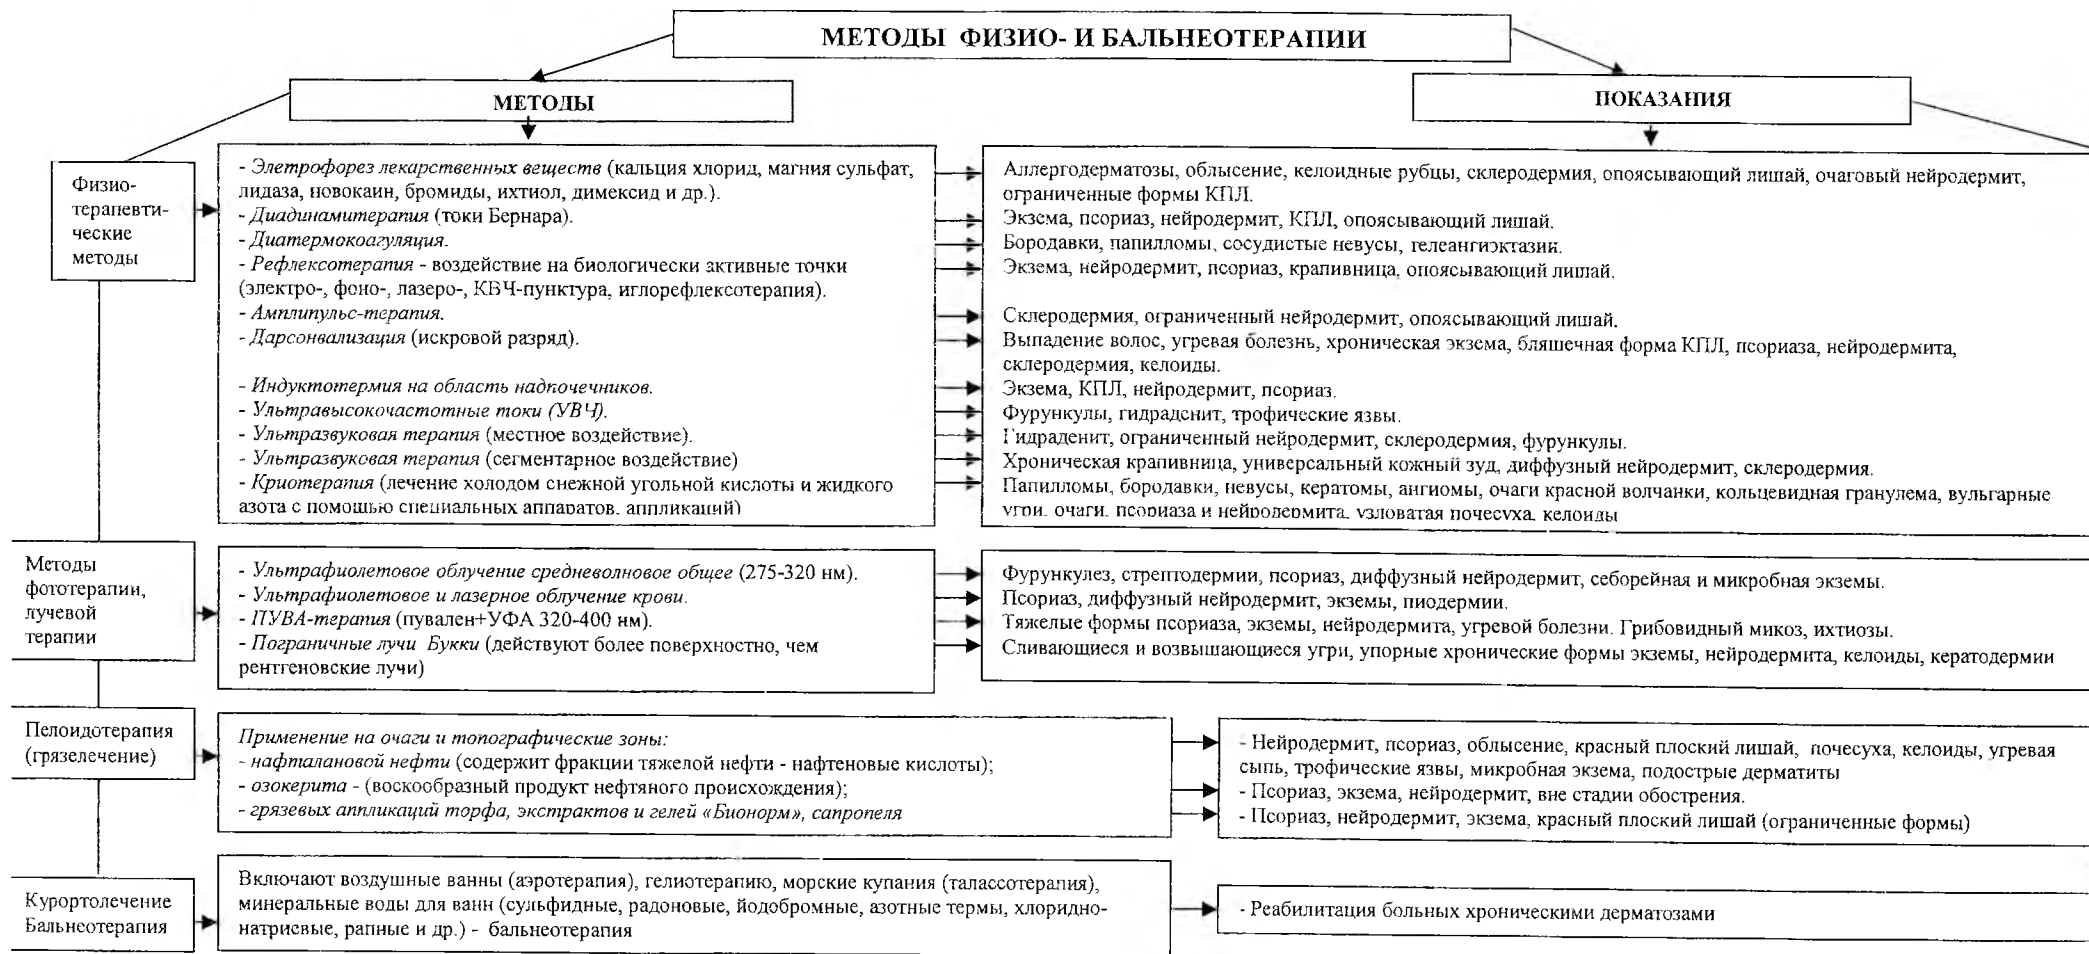 МЕТОДЫ ФИЗИО- И БАЛЬНЕОТЕРАПИИ
МЕТОДЫ
ПОКАЗАНИЯ
Физио-
терапевти-
ческие
методы
- Элетрофорез лекарственных веществ (кальция хлорид, магния сульфат,
лидаза, новокаин, бромиды, ихтиол, димексид и др.).
- Диадинамитерапия (токи Бернара).
- Диатермокоагуляция.
- Рефлексотерапия - воздействие на биологически активные точки
(электро-, фоно-, лазеро-, КВЧ-пунктура, иглорефлексотерапия).
- Амплипульс-терапия.
- Дарсонвализация (искровой разряд).
- Индуктотермия на область надпочечников.
- Ультравысокочастотные токи (УВЧ).
- Ультразвуковая терапия (местное воздействие).
- Ультразвуковая терапия (сегментарное воздействие)
- Криотерапия (лечение холодом снежной угольной кислоты и жидкого
азота с помощью специальных аппаратов, аппликаций)
Аллергодерматозы, облысение, келоидные рубцы, склеродермия, опоясывающий лишай, очаговый нейродермит,
ограниченные формы КПЛ.
Экзема, псориаз, нейродермит, КПЛ, опоясывающий лишай.
Бородавки, папилломы, сосудистые невусы, телеангиэктазии.
Экзема, нейродермит, псориаз, крапивница, опоясывающий лишай.
Склеродермия, ограниченный нейродермит, опоясывающий лишай.
Выпадение волос, угревая болезнь, хроническая экзема, бляшечная форма КПЛ, псориаза, нейродермита,
склеродермия, келоиды.
Экзема, КПЛ, нейродермит, псориаз.
Фурункулы, гидраденит, трофические язвы.
Гидраденит, ограниченный нейродермит, склеродермия, фурункулы.
Хроническая крапивница, универсальный кожный зуд, диффузный нейродермит, склеродермия.
Папилломы, бородавки, невусы, кератомы, ангиомы, очаги красной волчанки, кольцевидная гранулема, вульгарные
угри, очаги, псориаза и нейродермита, узловатая почесуха, келоиды
Методы
фототерапии,
лучевой
терапии
- Ультрафиолетовое облучение средневолновое общее (275-320 нм).
- Ультрафиолетовое и лазерное облучение крови.
- ПУВА-терапия (пувален+УФА 320-400 нм).
- Пограничные лучи Букки (действуют более поверхностно, чем
рентгеновские лучи)
Фурункулез, стрептодермии, псориаз, диффузный нейродермит, себорейная и микробная экземы.
Псориаз, диффузный нейродермит, экземы, пиодермии.
Тяжелые формы псориаза, экземы, нейродермита, угревой болезни. Грибовидный микоз, ихтиозы.
Сливающиеся и возвышающиеся угри, упорные хронические формы экземы, нейродермита, келоиды, кератодермии
Пелоидотерапия
(грязелечение)
Применение на очаги и топографические зоны:
- нафталановой нефти (содержит фракции тяжелой нефти - нафтеновые кислоты);
- озокерита - (воскообразный продукт нефтяного происхождения);
- грязевых аппликаций торфа, экстрактов и гелей «Бионорм», сапропеля
- Нейродермит, псориаз, облысение, красный плоский лишай, почесуха, келоиды, угревая
сыпь, трофические язвы, микробная экзема, подострые дерматиты
- Псориаз, экзема, нейродермит, вне стадии обострения.
- Псориаз, нейродермит, экзема, красный плоский лишай (ограниченные формы)
Курортолечение
Бальнеотерапия
Включают воздушные ванны (аэротерапия), гелиотерапию, морские купания (талассотерапия),
минеральные воды для ванн (сульфидные, радоновые, йодобромные, азотные термы, хлоридно-
натриевые, рапные и др.) - бальнеотерапия
- Реабилитация больных хроническими дерматозами